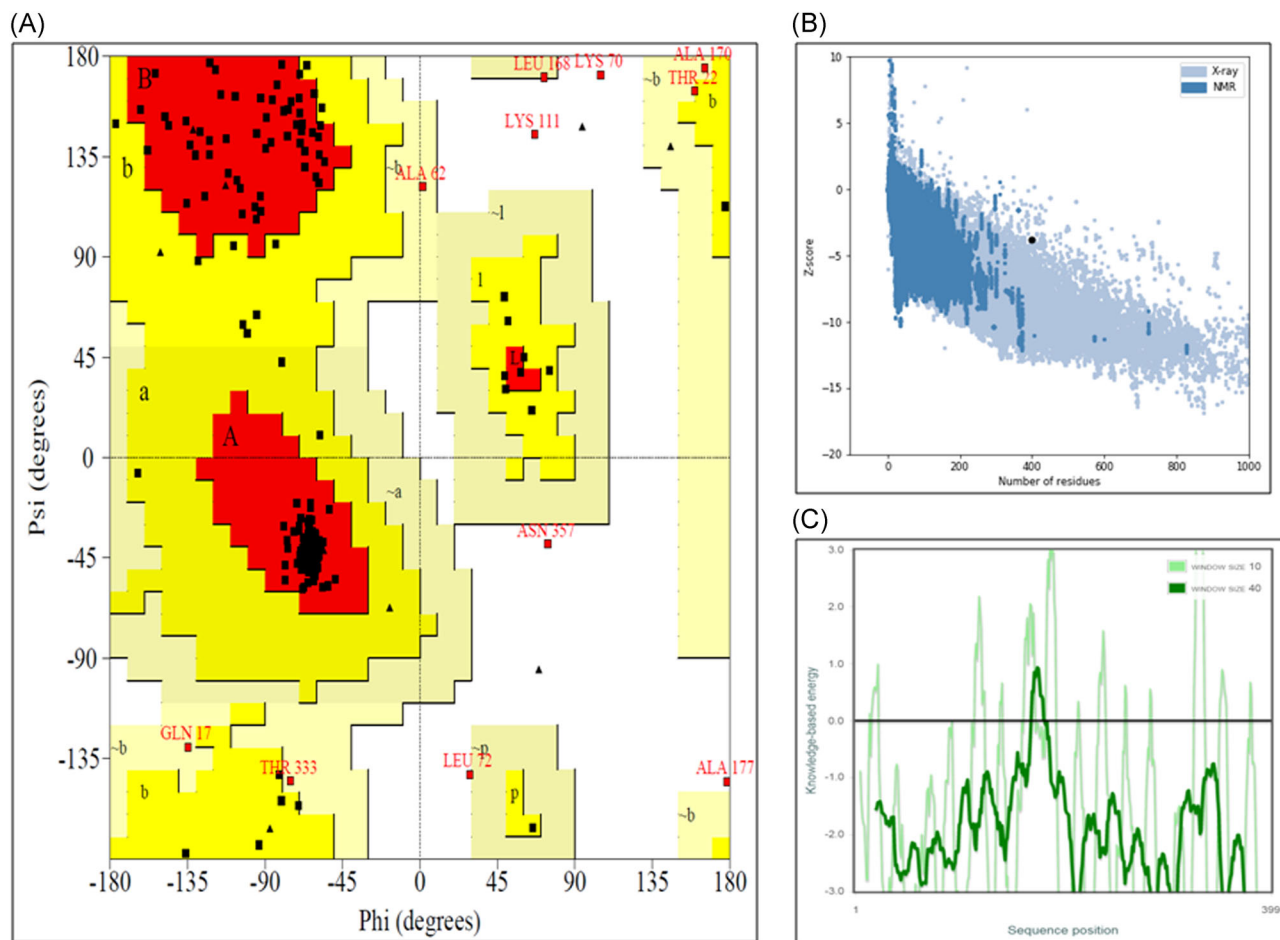 (A)
180
135
90
45
0
-45
-90
-135
Psi (degrees)
-180
-135
-90
-45
0
45
90
135
180
Phi (degrees)
B
LEU 168
LYS 70
ALA 170
THR 22
~b
b
LYS 111
b
~b
ALA 62
~l
l
L
a
A
~a
ASN 357
GLN 17
~b
THR 333
LEU 72
~p
ALA 177
b
p
~b
(B)
10
5
0
-5
-10
-15
-20
Z-score
X-ray
NMR
0
200
400
600
800
1000
Number of residues
(C)
3.0
2.0
1.0
0.0
-1.0
-2.0
-3.0
Knowledge-based energy
WINDOW SIZE 10
WINDOW SIZE 40
1
399
Sequence position